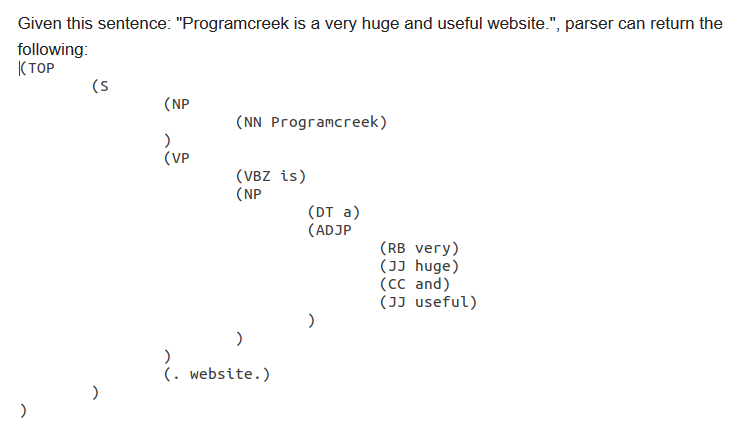 Given this sentence: "Programcreek is a very huge and useful website.", parser can return the
following:
(TOP
(S
(NP
(NN Programcreek)
)
(VP
(VBZ is)
(NP
(DT a)
(ADJP
(RB very)
(JJ huge)
(CC and)
(JJ useful)
)
)
)
(. website.)
)
)